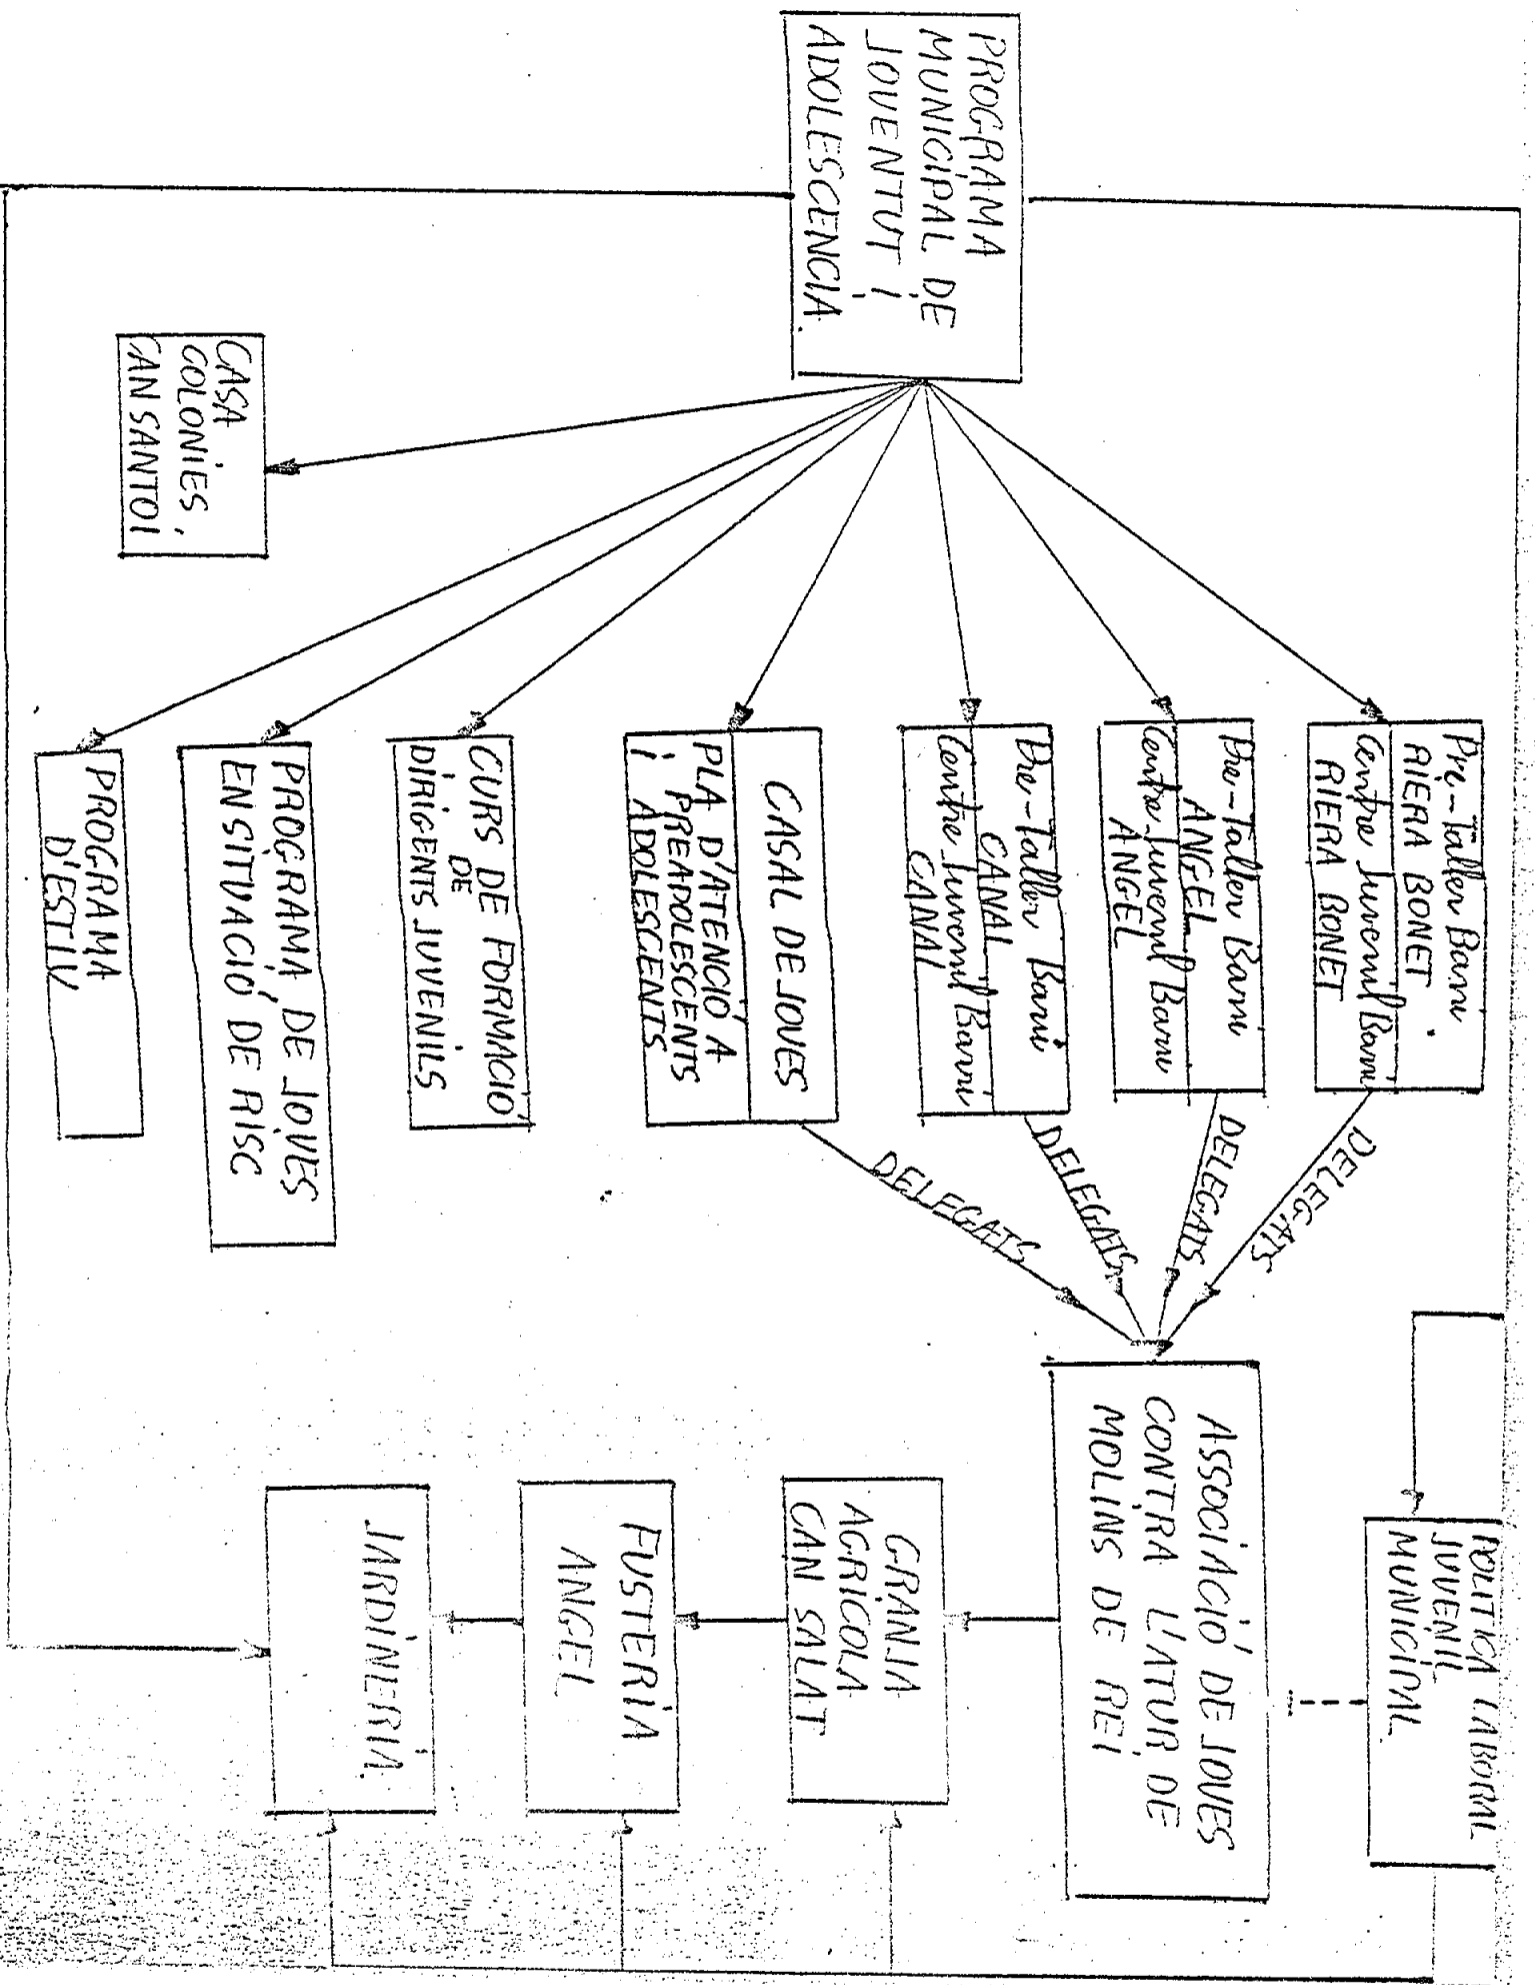 PROGRAMA
MUNICIPAL DE
JOVENTUT I
ADOLESCENCIA.
Pre-Taller Barri
RIERA BONET
Centre Juvenil Barri
RIERA BONET
Pre-Taller Barri
ANGEL
Centre Juvenil Barri
ANGEL
Pre-Taller Barri
CANAL
Centre Juvenil Barri
CANAL
CASAL DE JOVES
PLA D'ATENCIÓ A
PREADOLESCENTS
I ADOLESCENTS
CURS DE FORMACIÓ
DE
DIRIGENTS JUVENILS
PROGRAMA DE JOVES
EN SITUACIÓ DE RISC
PROGRAMA
D'ESTIU
CASA
COLONIES,
CAN SANTOI
DELEGATS
DELEGATS
DELEGATS
DELEGATS
POLITICA LABORAL
JUVENIL
MUNICIPAL
ASSOCIACIÓ DE JOVES
CONTRA L'ATUR DE
MOLINS DE REI
GRANJA
AGRICOLA
CAN SALAT
FUSTERIA
ANGEL
JARDINERIA.